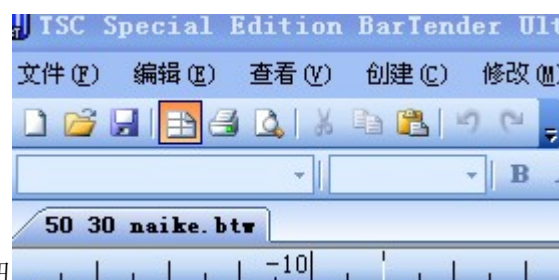 TSC Special Edition BarTender Ult
文件(F) 编辑(E) 查看(V) 创建(C) 修改(M)
B
50 30 naike.btw
-10